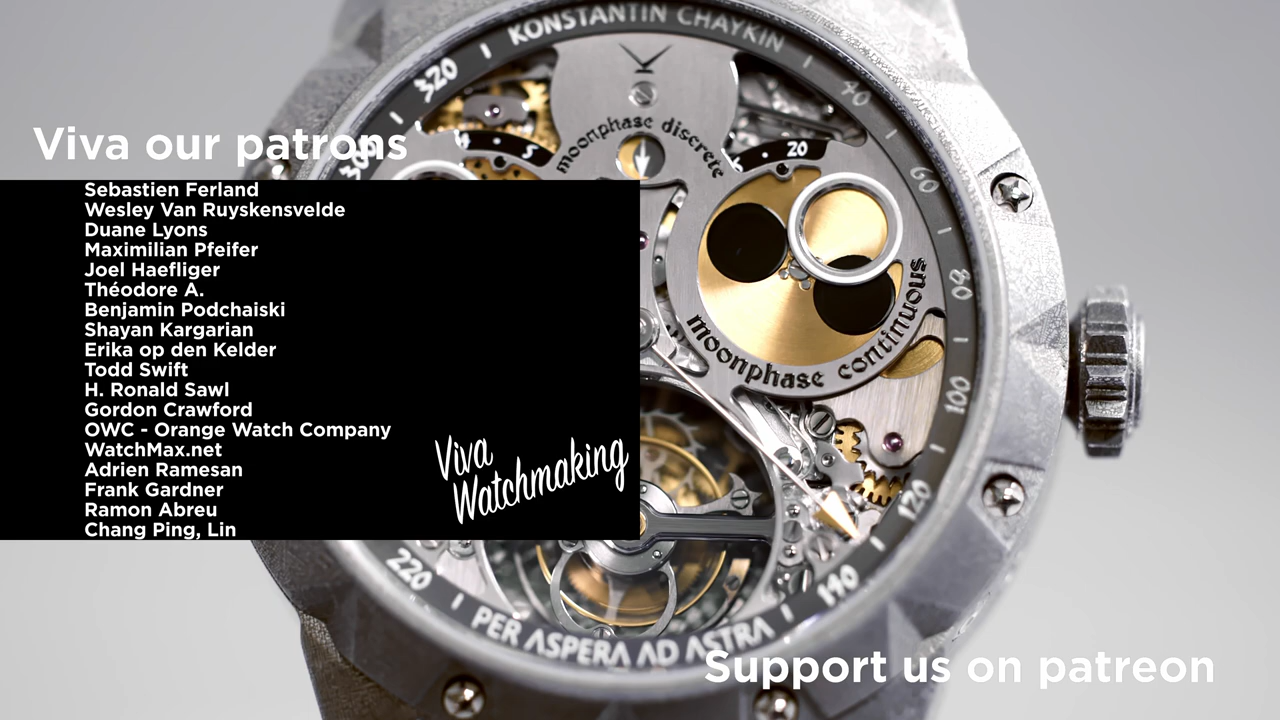 KONSTANTIN CHAYKIN
320
40
Viva our patrons
300
5
moonphase discrete
20
60
Sebastien Ferland
Wesley Van Ruyskensvelde
Duane Lyons
Maximilian Pfeifer
Joel Haefliger
Théodore A.
Benjamin Podchaiski
Shayan Kargarian
Erika op den Kelder
Todd Swift
H. Ronald Sawl
Gordon Crawford
OWC - Orange Watch Company
WatchMax.net
Adrien Ramesan
Frank Gardner
Ramon Abreu
Chang Ping, Lin
Viva
Watchmaking
80
moonphase continuous
100
120
140
220
PER ASPERA AD ASTRA
Support us on patreon